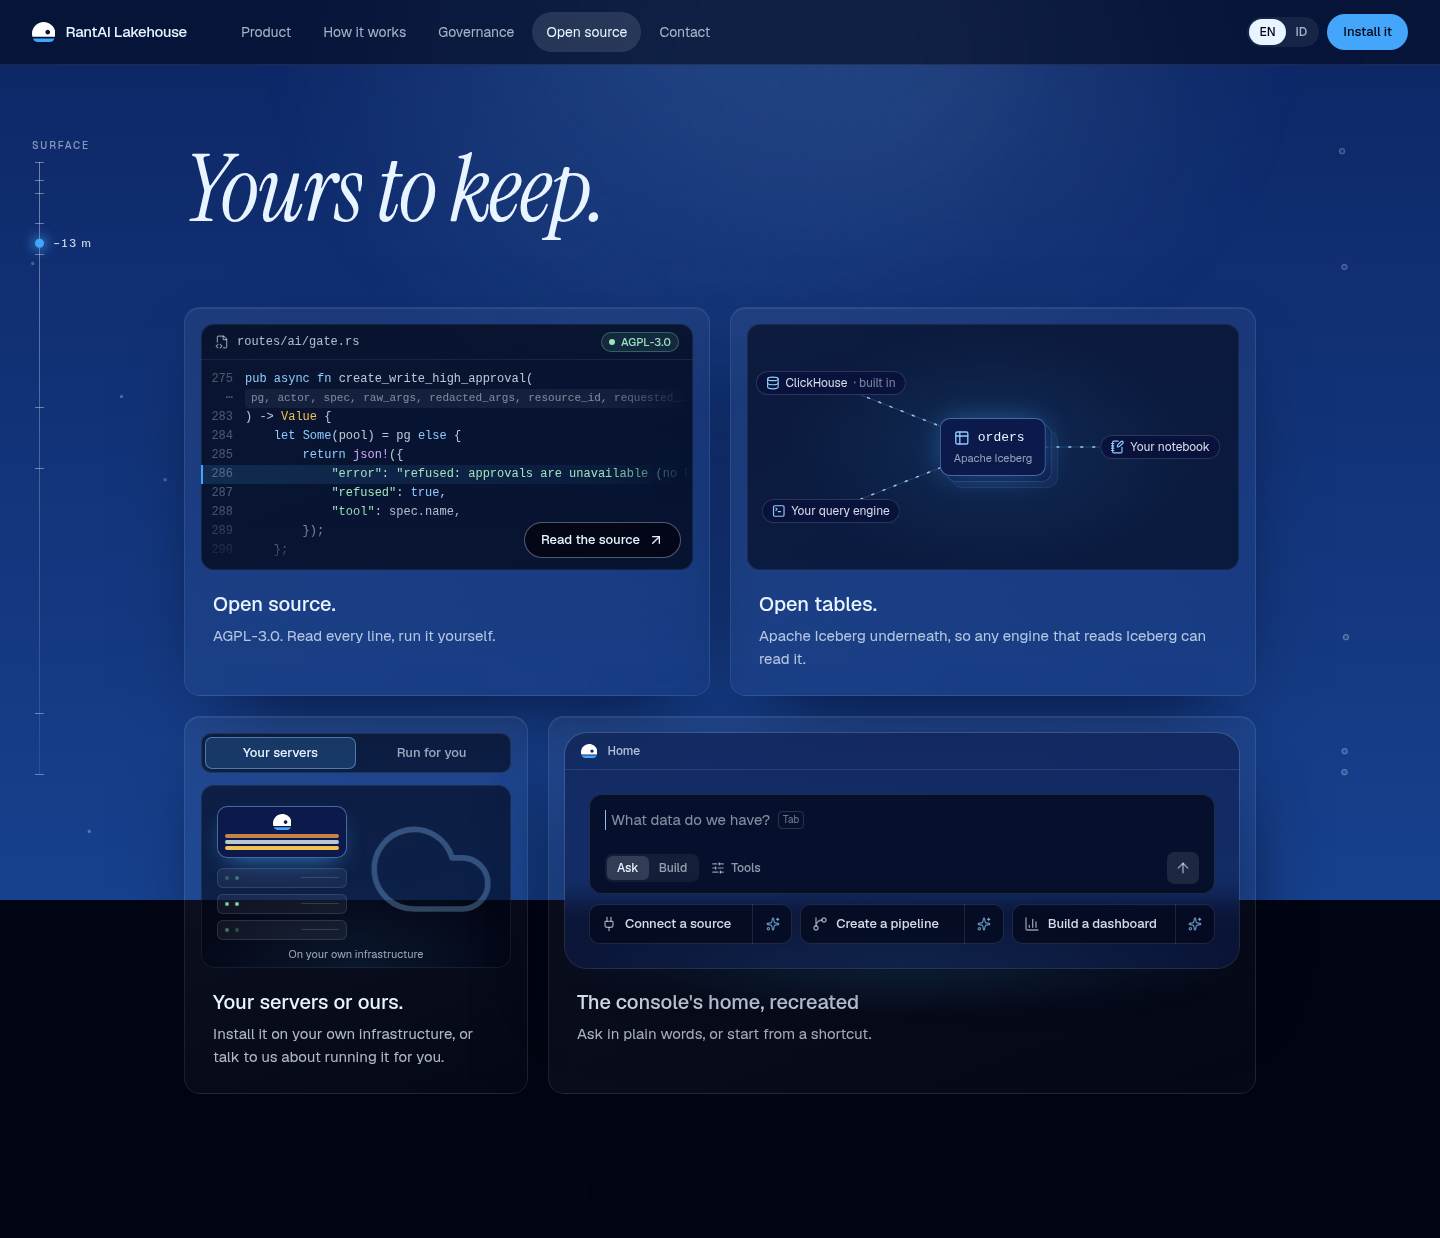 RantAI Lakehouse
Product
How it works
Governance
Open source
Contact
EN
ID
Install it
SURFACE
−13 m
Yours to keep.
routes/ai/gate.rs
AGPL-3.0
275 pub async fn create_write_high_approval(
⋯ pg, actor, spec, raw_args, redacted_args, resource_id, requested_
283 ) -> Value {
284 let Some(pool) = pg else {
285 return json!({
286 "error": "refused: approvals are unavailable (no
287 "refused": true,
288 "tool": spec.name,
289 });
290 };
Read the source
Open source.
AGPL-3.0. Read every line, run it yourself.
ClickHouse · built in
orders
Apache Iceberg
Your notebook
Your query engine
Open tables.
Apache Iceberg underneath, so any engine that reads Iceberg can
read it.
Your servers
Run for you
On your own infrastructure
Your servers or ours.
Install it on your own infrastructure, or
talk to us about running it for you.
Home
What data do we have? Tab
Ask
Build
Tools
Connect a source
Create a pipeline
Build a dashboard
The console's home, recreated
Ask in plain words, or start from a shortcut.